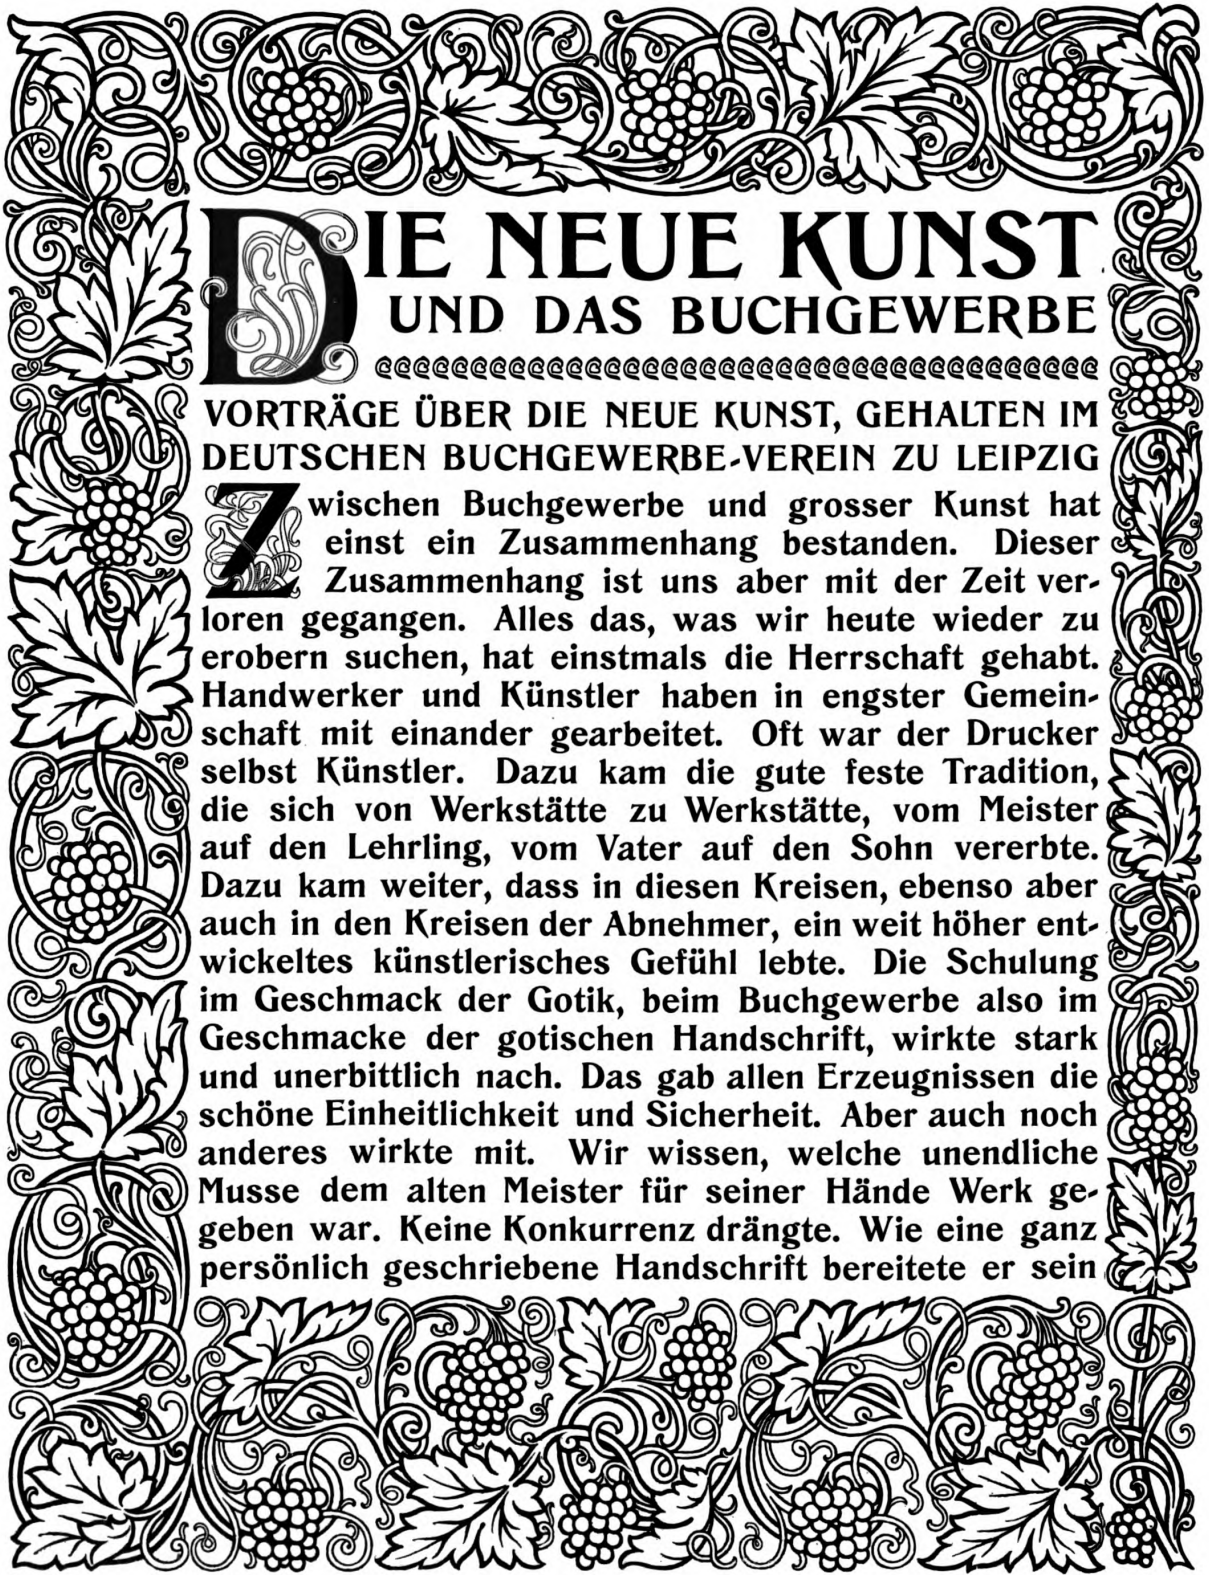 DIE NEUE KUNST
UND DAS BUCHGEWERBE
VORTRÄGE ÜBER DIE NEUE KUNST, GEHALTEN IM
DEUTSCHEN BUCHGEWERBE-VEREIN ZU LEIPZIG
Zwischen Buchgewerbe und grosser Kunst hat
einst ein Zusammenhang bestanden. Dieser
Zusammenhang ist uns aber mit der Zeit ver-
loren gegangen. Alles das, was wir heute wieder zu
erobern suchen, hat einstmals die Herrschaft gehabt.
Handwerker und Künstler haben in engster Gemein-
schaft mit einander gearbeitet. Oft war der Drucker
selbst Künstler. Dazu kam die gute feste Tradition,
die sich von Werkstätte zu Werkstätte, vom Meister
auf den Lehrling, vom Vater auf den Sohn vererbte.
Dazu kam weiter, dass in diesen Kreisen, ebenso aber
auch in den Kreisen der Abnehmer, ein weit höher ent-
wickeltes künstlerisches Gefühl lebte. Die Schulung
im Geschmack der Gotik, beim Buchgewerbe also im
Geschmacke der gotischen Handschrift, wirkte stark
und unerbittlich nach. Das gab allen Erzeugnissen die
schöne Einheitlichkeit und Sicherheit. Aber auch noch
anderes wirkte mit. Wir wissen, welche unendliche
Musse dem alten Meister für seiner Hände Werk ge-
geben war. Keine Konkurrenz drängte. Wie eine ganz
persönlich geschriebene Handschrift bereitete er sein